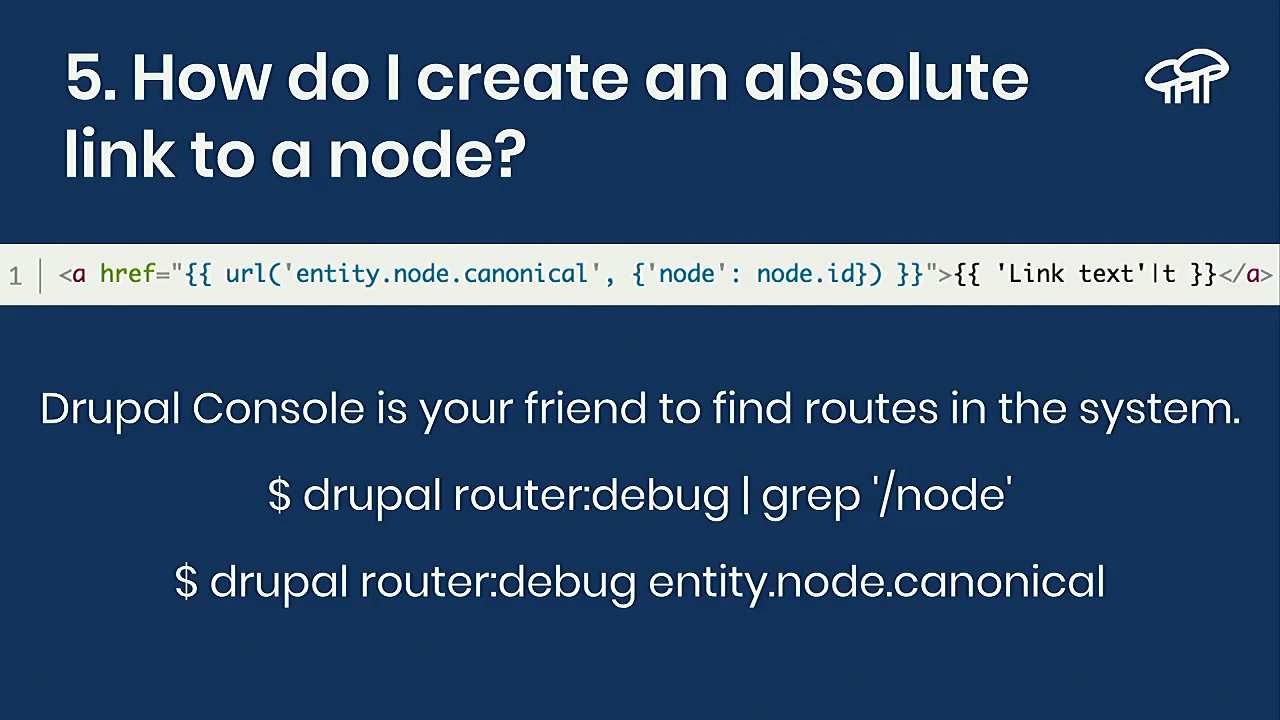 5. How do I create an absolute
link to a node?
1 <a href="{{ url('entity.node.canonical', {'node': node.id}) }}">{{ 'Link text'|t }}</a>
Drupal Console is your friend to find routes in the system.
$ drupal router:debug | grep '/node'
$ drupal router:debug entity.node.canonical